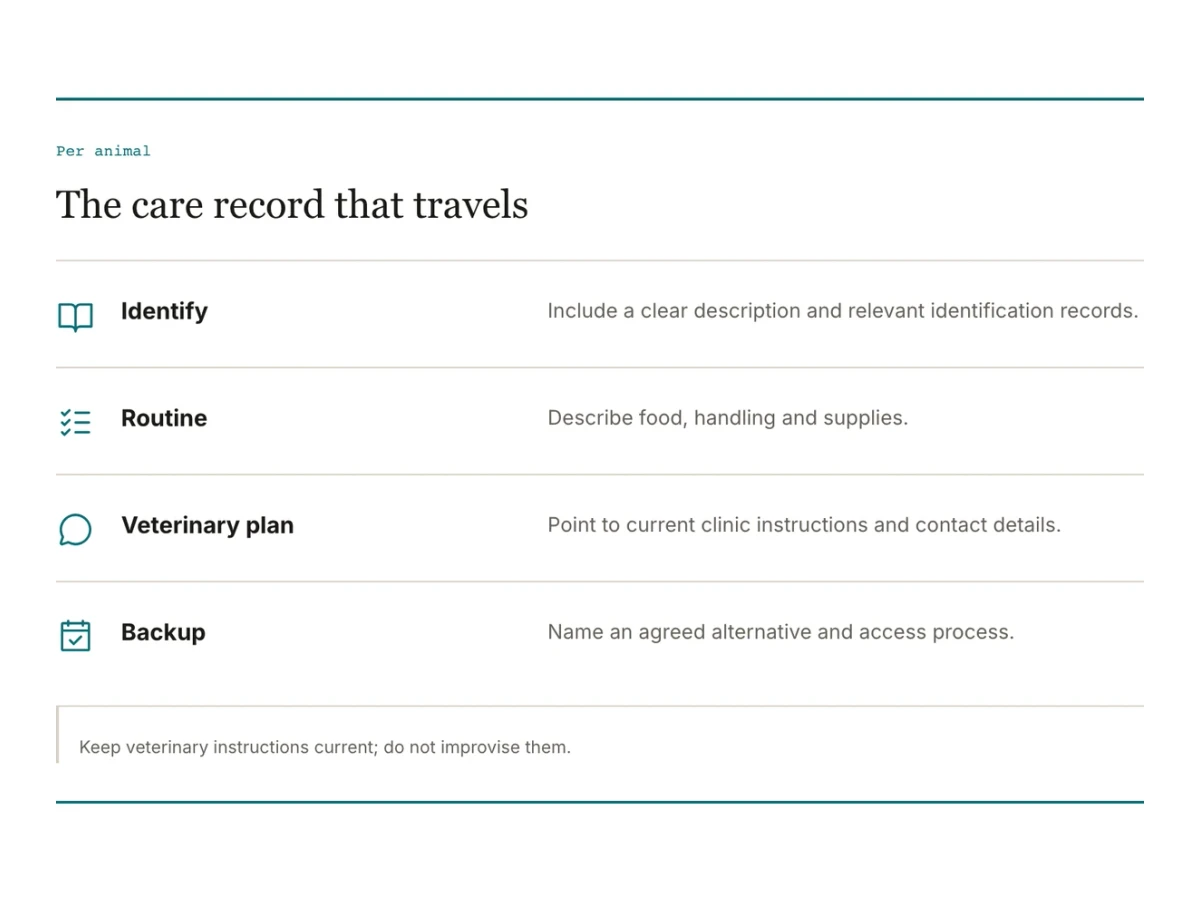 Per animal
The care record that travels
Identify
Include a clear description and relevant identification records.
Routine
Describe food, handling and supplies.
Veterinary plan
Point to current clinic instructions and contact details.
Backup
Name an agreed alternative and access process.
Keep veterinary instructions current; do not improvise them.